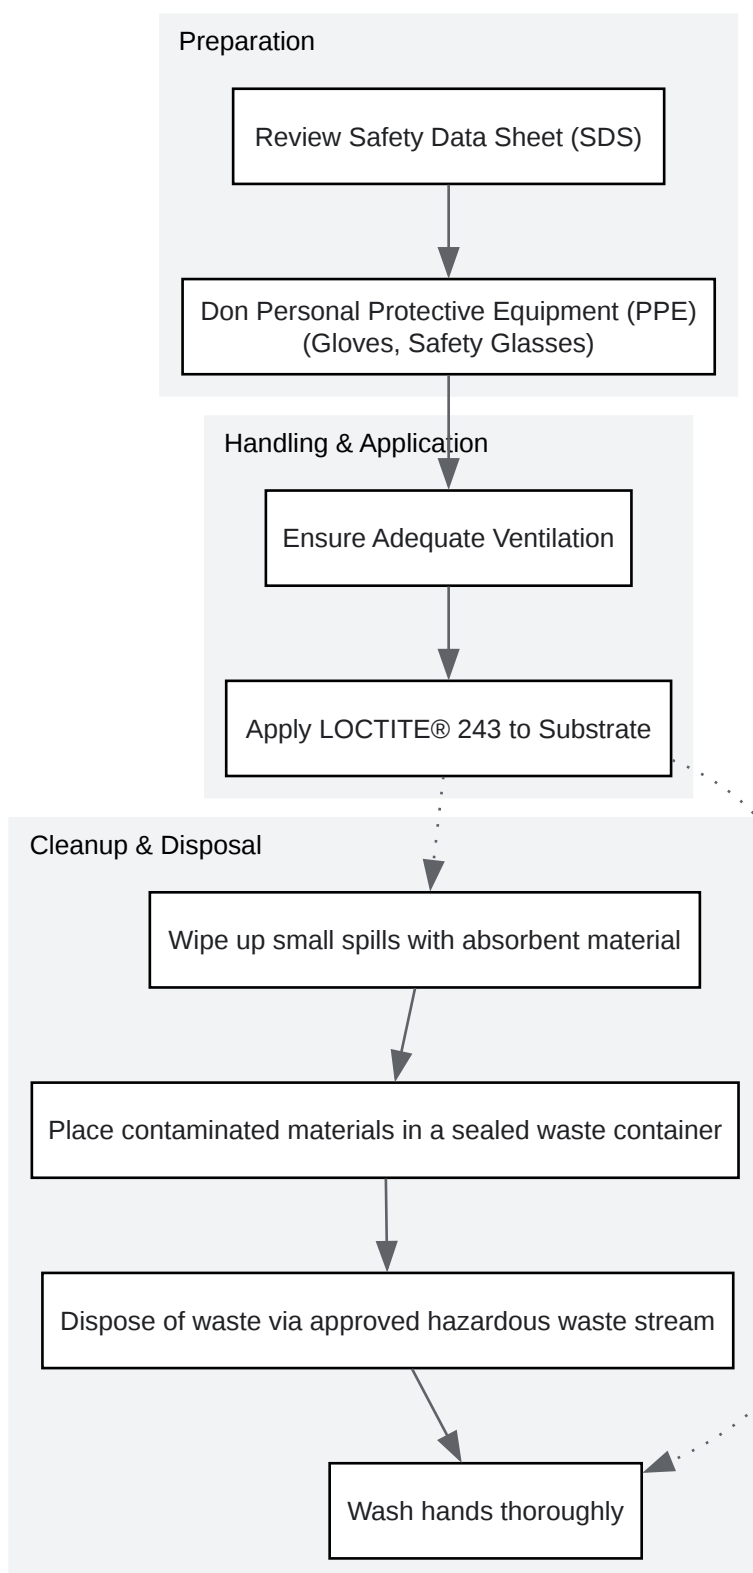 Preparation
Review Safety Data Sheet (SDS)
Don Personal Protective Equipment (PPE)
(Gloves, Safety Glasses)
Handling & Application
Ensure Adequate Ventilation
Apply LOCTITE® 243 to Substrate
Cleanup & Disposal
Wipe up small spills with absorbent material
Place contaminated materials in a sealed waste container
Dispose of waste via approved hazardous waste stream
Wash hands thoroughly